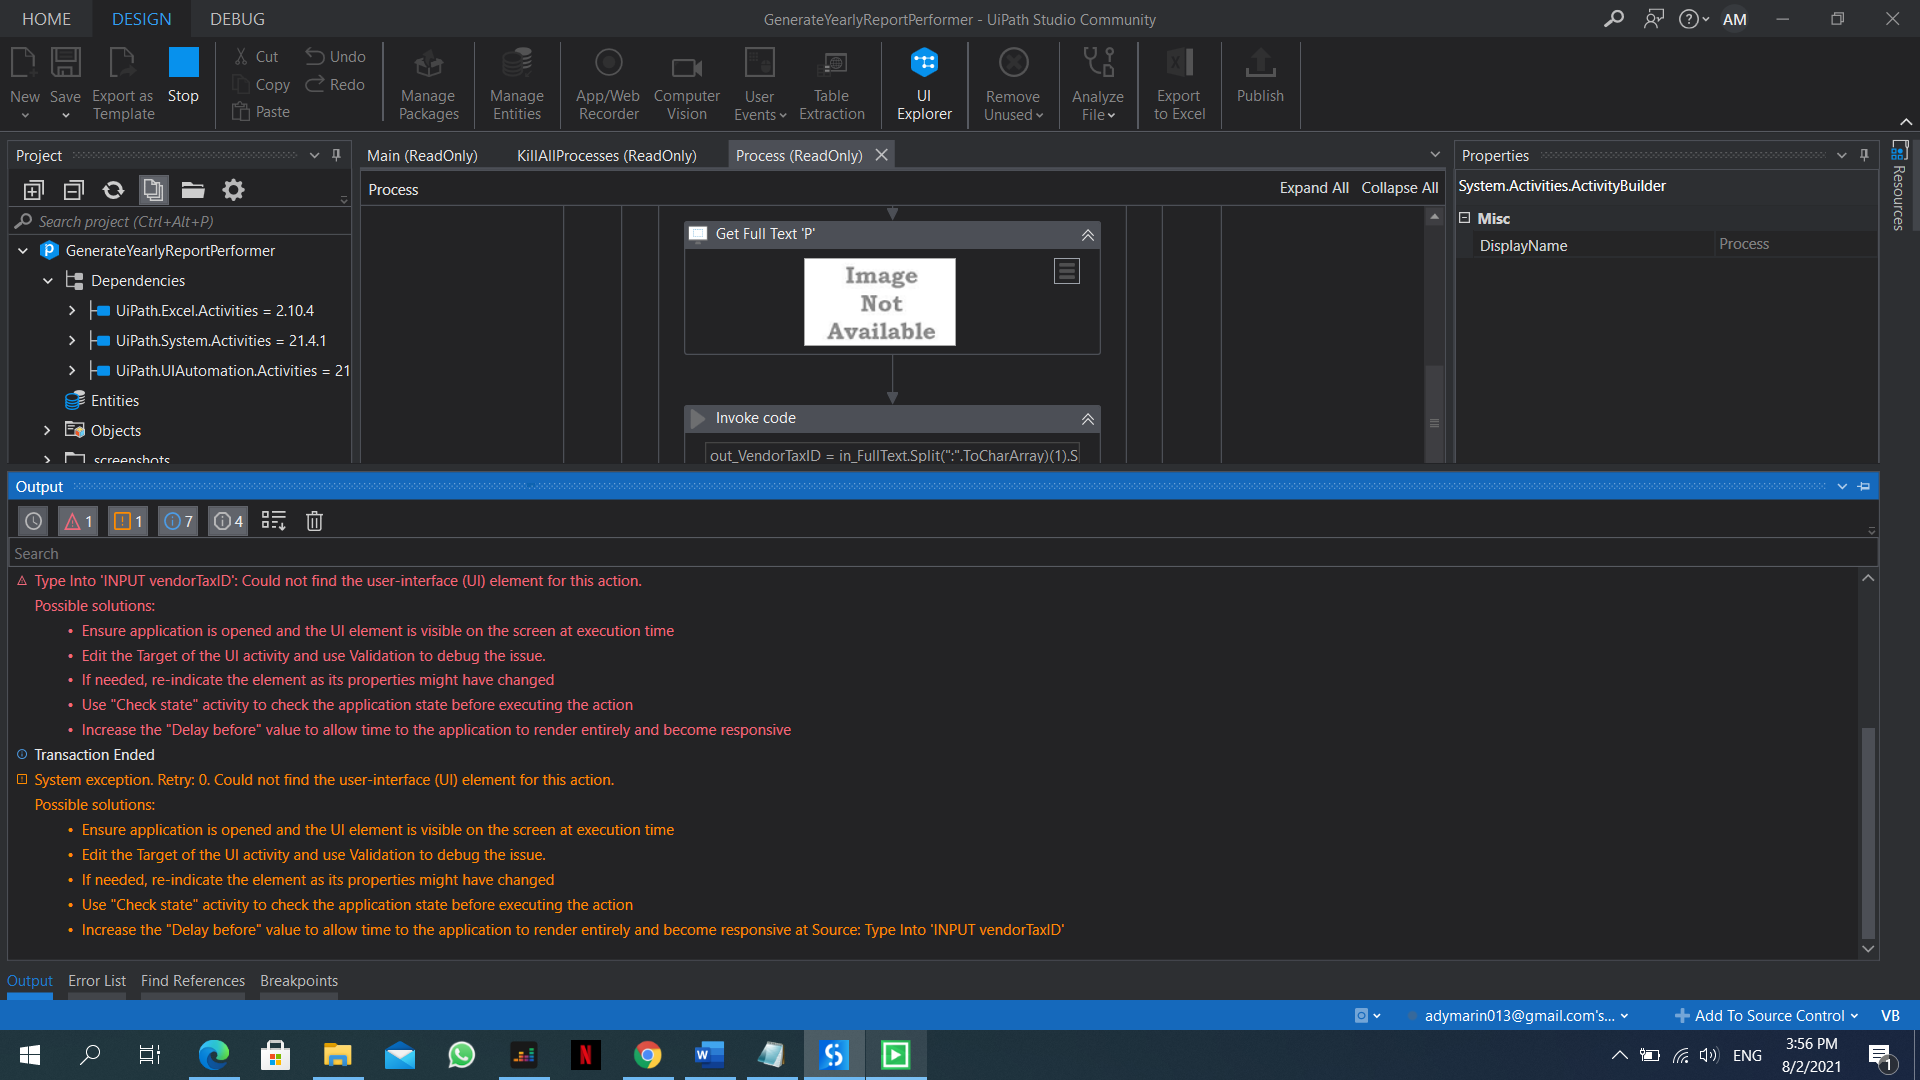 HOME DESIGN DEBUG
GenerateYearlyReportPerformer - UiPath Studio Community
AM
New
Save
Export as
Template
Stop
Cut
Copy
Paste
Undo
Redo
Manage
Packages
Manage
Entities
App/Web
Recorder
Computer
Vision
User
Events
Table
Extraction
UI
Explorer
Remove
Unused
Analyze
File
Export
to Excel
Publish
Project
Main (ReadOnly)
KillAllProcesses (ReadOnly)
Process (ReadOnly)
Properties
Resources
Process
Expand All Collapse All
System.Activities.ActivityBuilder
Misc
DisplayName
Process
Search project (Ctrl+Alt+P)
GenerateYearlyReportPerformer
Dependencies
UiPath.Excel.Activities = 2.10.4
UiPath.System.Activities = 21.4.1
UiPath.UIAutomation.Activities = 21
Entities
Objects
screenshots
Get Full Text 'P'
Image
Not
Available
Invoke code
out_VendorTaxID = in_FullText.Split(":".ToCharArray)(1).S
Output
1
1
7
4
Search
Type Into 'INPUT vendorTaxID': Could not find the user-interface (UI) element for this action.
Possible solutions:
• Ensure application is opened and the UI element is visible on the screen at execution time
• Edit the Target of the UI activity and use Validation to debug the issue.
• If needed, re-indicate the element as its properties might have changed
• Use "Check state" activity to check the application state before executing the action
• Increase the "Delay before" value to allow time to the application to render entirely and become responsive
Transaction Ended
System exception. Retry: 0. Could not find the user-interface (UI) element for this action.
Possible solutions:
• Ensure application is opened and the UI element is visible on the screen at execution time
• Edit the Target of the UI activity and use Validation to debug the issue.
• If needed, re-indicate the element as its properties might have changed
• Use "Check state" activity to check the application state before executing the action
• Increase the "Delay before" value to allow time to the application to render entirely and become responsive at Source: Type Into 'INPUT vendorTaxID'
Output Error List Find References Breakpoints
adymarin013@gmail.com's...
Add To Source Control
VB
ENG
3:56 PM
8/2/2021
1